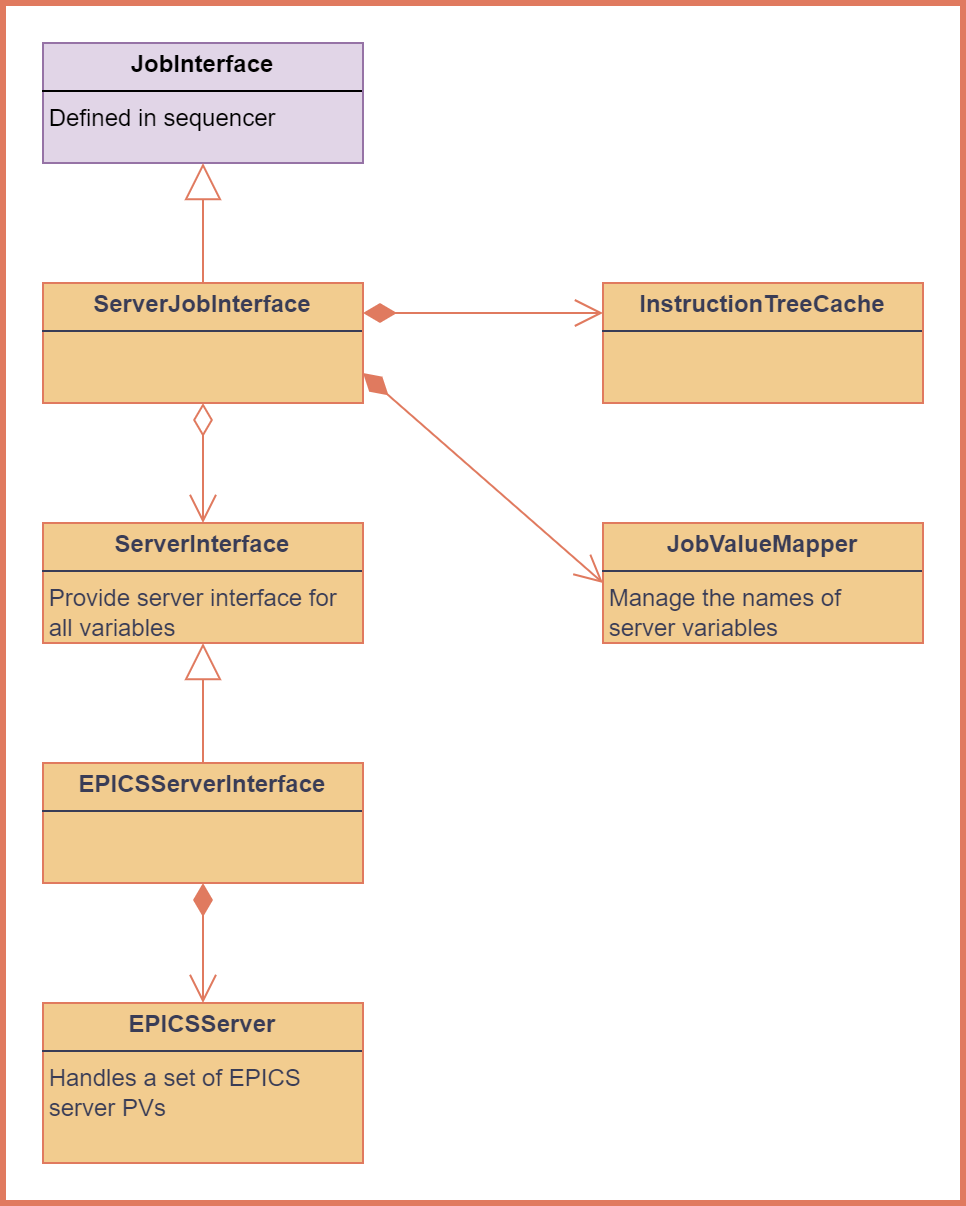 JobInterface
Defined in sequencer
ServerJobInterface
InstructionTreeCache
ServerInterface
Provide server interface for
all variables
JobValueMapper
Manage the names of
server variables
EPICSServerInterface
EPICSServer
Handles a set of EPICS
server PVs